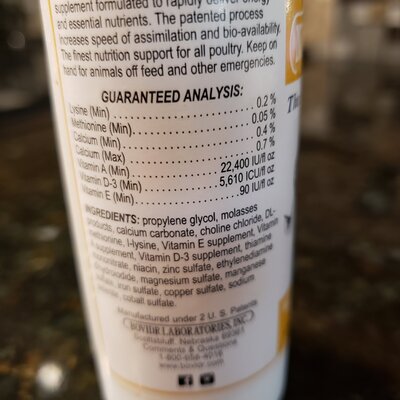 supplement formulated to rapidly deliver energy
and essential nutrients. The patented process
increases speed of assimilation and bio-availability.
The finest nutrition support for all poultry. Keep on
hand for animals off feed and other emergencies.
GUARANTEED ANALYSIS:
Lysine (Min) 0.2 %
Methionine (Min) 0.05 %
Calcium (Min) 0.4 %
Calcium (Max) 0.7 %
Vitamin A (Min) 22,400 IU/fl oz
Vitamin D-3 (Min) 5,610 ICU/fl oz
Vitamin E (Min) 90 IU/fl oz
INGREDIENTS: propylene glycol, molasses
products, calcium carbonate, choline chloride, DL-
methionine, l-lysine, Vitamin E supplement, Vitamin
supplement, Vitamin D-3 supplement, thiamine
niacin, zinc sulfate, ethylenediamine
magnesium sulfate, manganese
iron sulfate, copper sulfate, sodium
cobalt sulfate.
Manufactured under 2 U. S. Patents
BOVIDR LABORATORIES, INC.
Scottsbluff, Nebraska 69361
Comments & Questions
www.bovidr.com